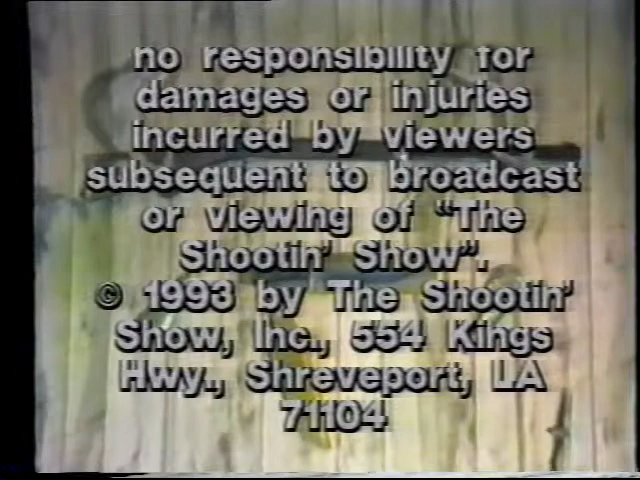 no responsibility for
damages or injuries
incurred by viewers
subsequent to broadcast
or viewing of “The
Shootin’ Show”.
© 1993 by The Shootin’
Show, Inc., 554 Kings
Hwy., Shreveport, LA
71104